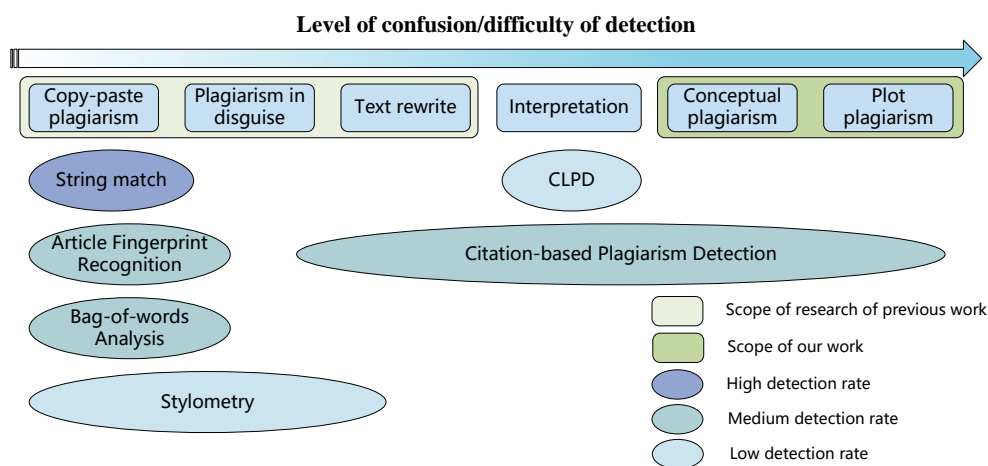 Level of confusion/difficulty of detection
Copy-paste
plagiarism
Plagiarism in
disguise
Text rewrite
Interpretation
Conceptual
plagiarism
Plot
plagiarism
String match
CLPD
Article Fingerprint
Recognition
Citation-based Plagiarism Detection
Bag-of-words
Analysis
Stylometry
Scope of research of previous work
Scope of our work
High detection rate
Medium detection rate
Low detection rate